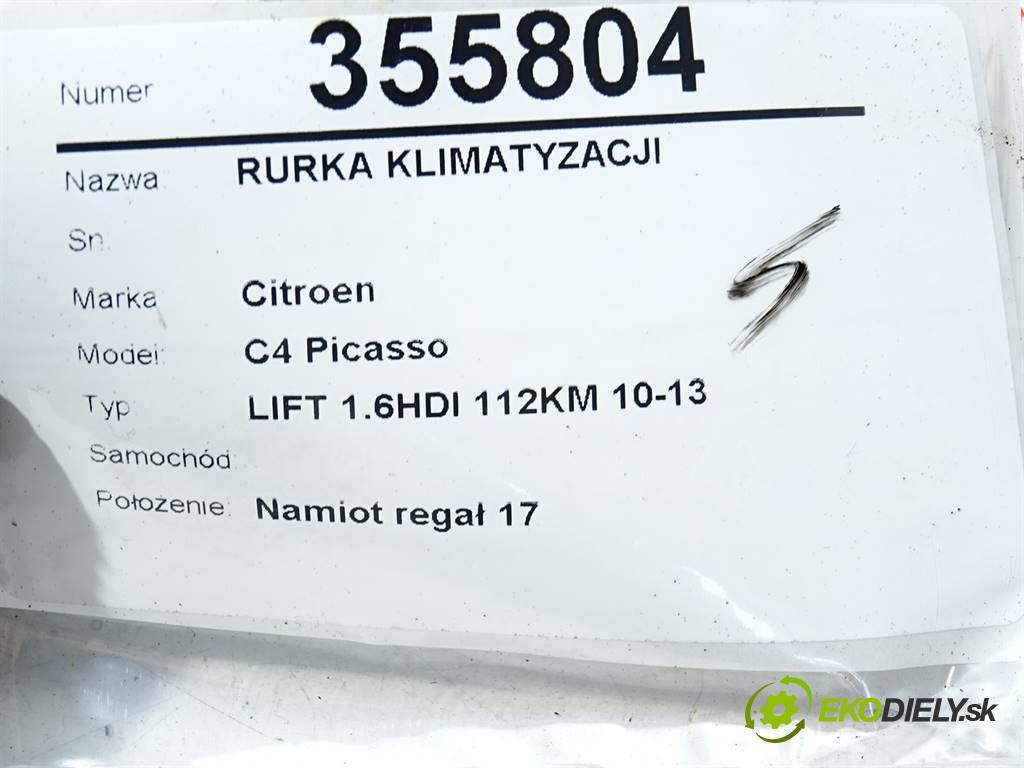 Numer 355804
Nazwa: RURKA KLIMATYZACJI
Sn:
Marka Citroen
Model: C4 Picasso
Typ LIFT 1.6HDI 112KM 10-13
Samochód:
Położenie: Namiot regał 17
EKODIELY.sk